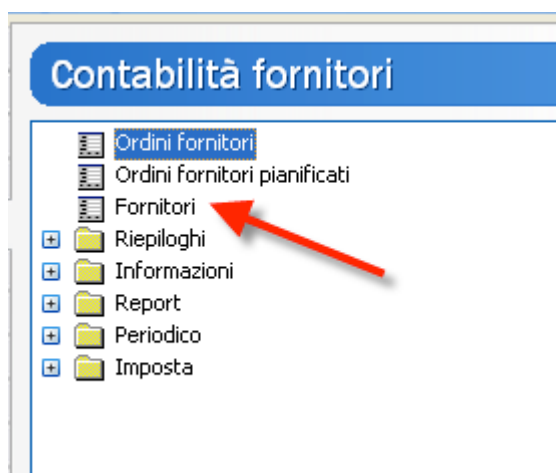 Contabilità fornitori
Ordini fornitori
Ordini fornitori pianificati
Fornitori
Riepiloghi
Informazioni
Report
Periodico
Imposta